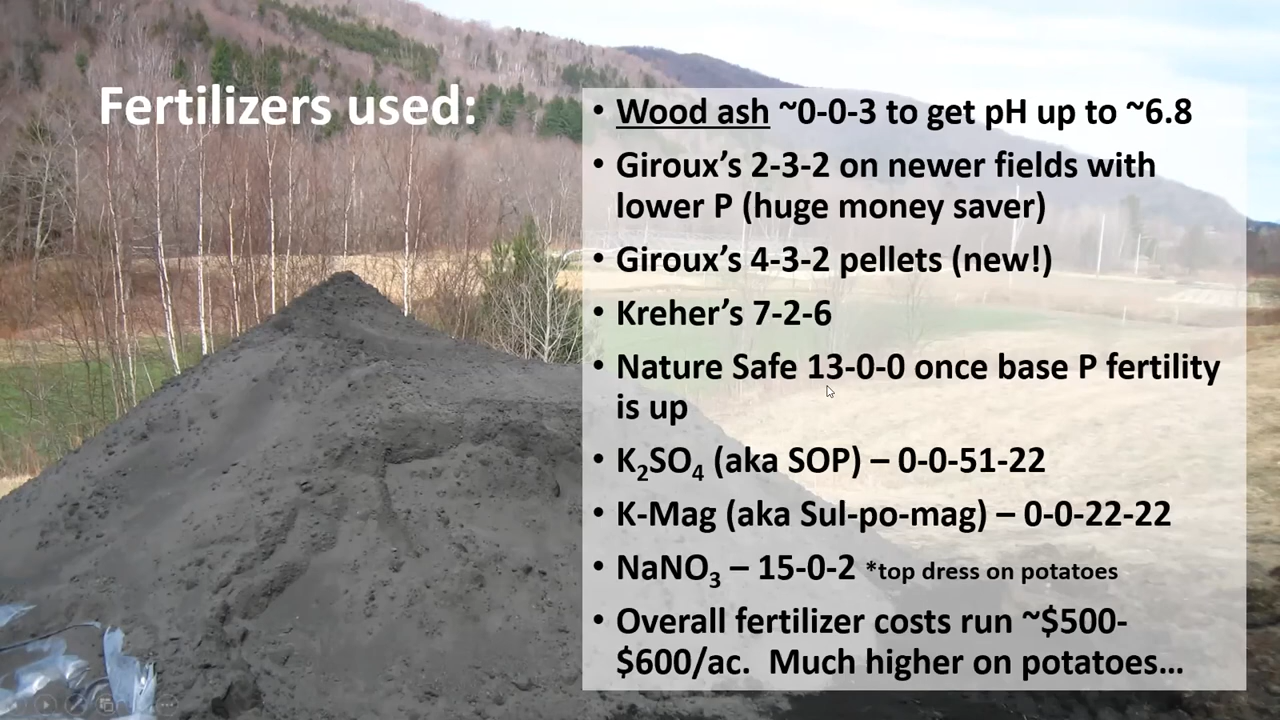 Fertilizers used:
• Wood ash ~0-0-3 to get pH up to ~6.8
• Giroux’s 2-3-2 on newer fields with
lower P (huge money saver)
• Giroux’s 4-3-2 pellets (new!)
• Kreher’s 7-2-6
• Nature Safe 13-0-0 once base P fertility
is up
• K₂SO₄ (aka SOP) – 0-0-51-22
• K-Mag (aka Sul-po-mag) – 0-0-22-22
• NaNO₃ – 15-0-2 *top dress on potatoes
• Overall fertilizer costs run ~$500-
$600/ac.  Much higher on potatoes…